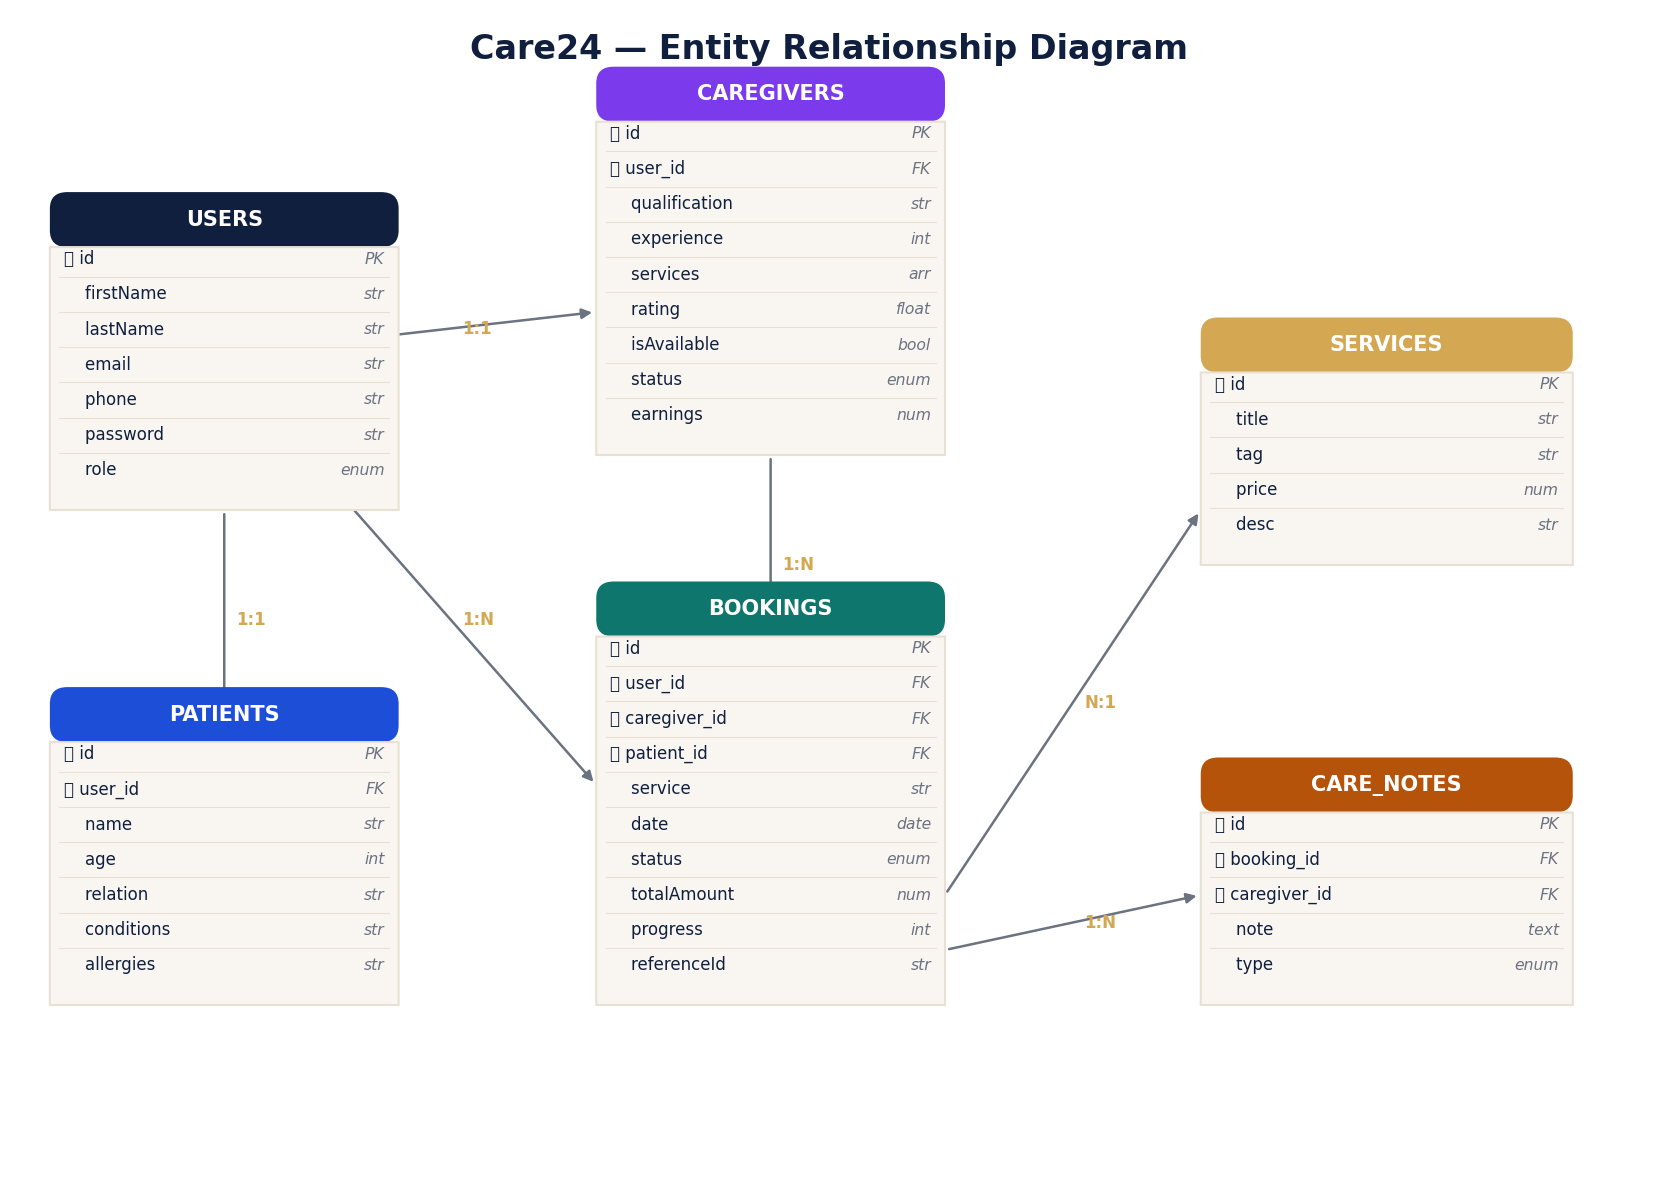 Care24 — Entity Relationship Diagram
CAREGIVERS
id PK
user_id FK
qualification str
experience int
services arr
rating float
isAvailable bool
status enum
earnings num
USERS
id PK
firstName str
lastName str
email str
phone str
password str
role enum
1:1
SERVICES
id PK
title str
tag str
price num
desc str
1:1
1:N
1:N
PATIENTS
id PK
user_id FK
name str
age int
relation str
conditions str
allergies str
BOOKINGS
id PK
user_id FK
caregiver_id FK
patient_id FK
service str
date date
status enum
totalAmount num
progress int
referenceId str
N:1
1:N
CARE_NOTES
id PK
booking_id FK
caregiver_id FK
note text
type enum